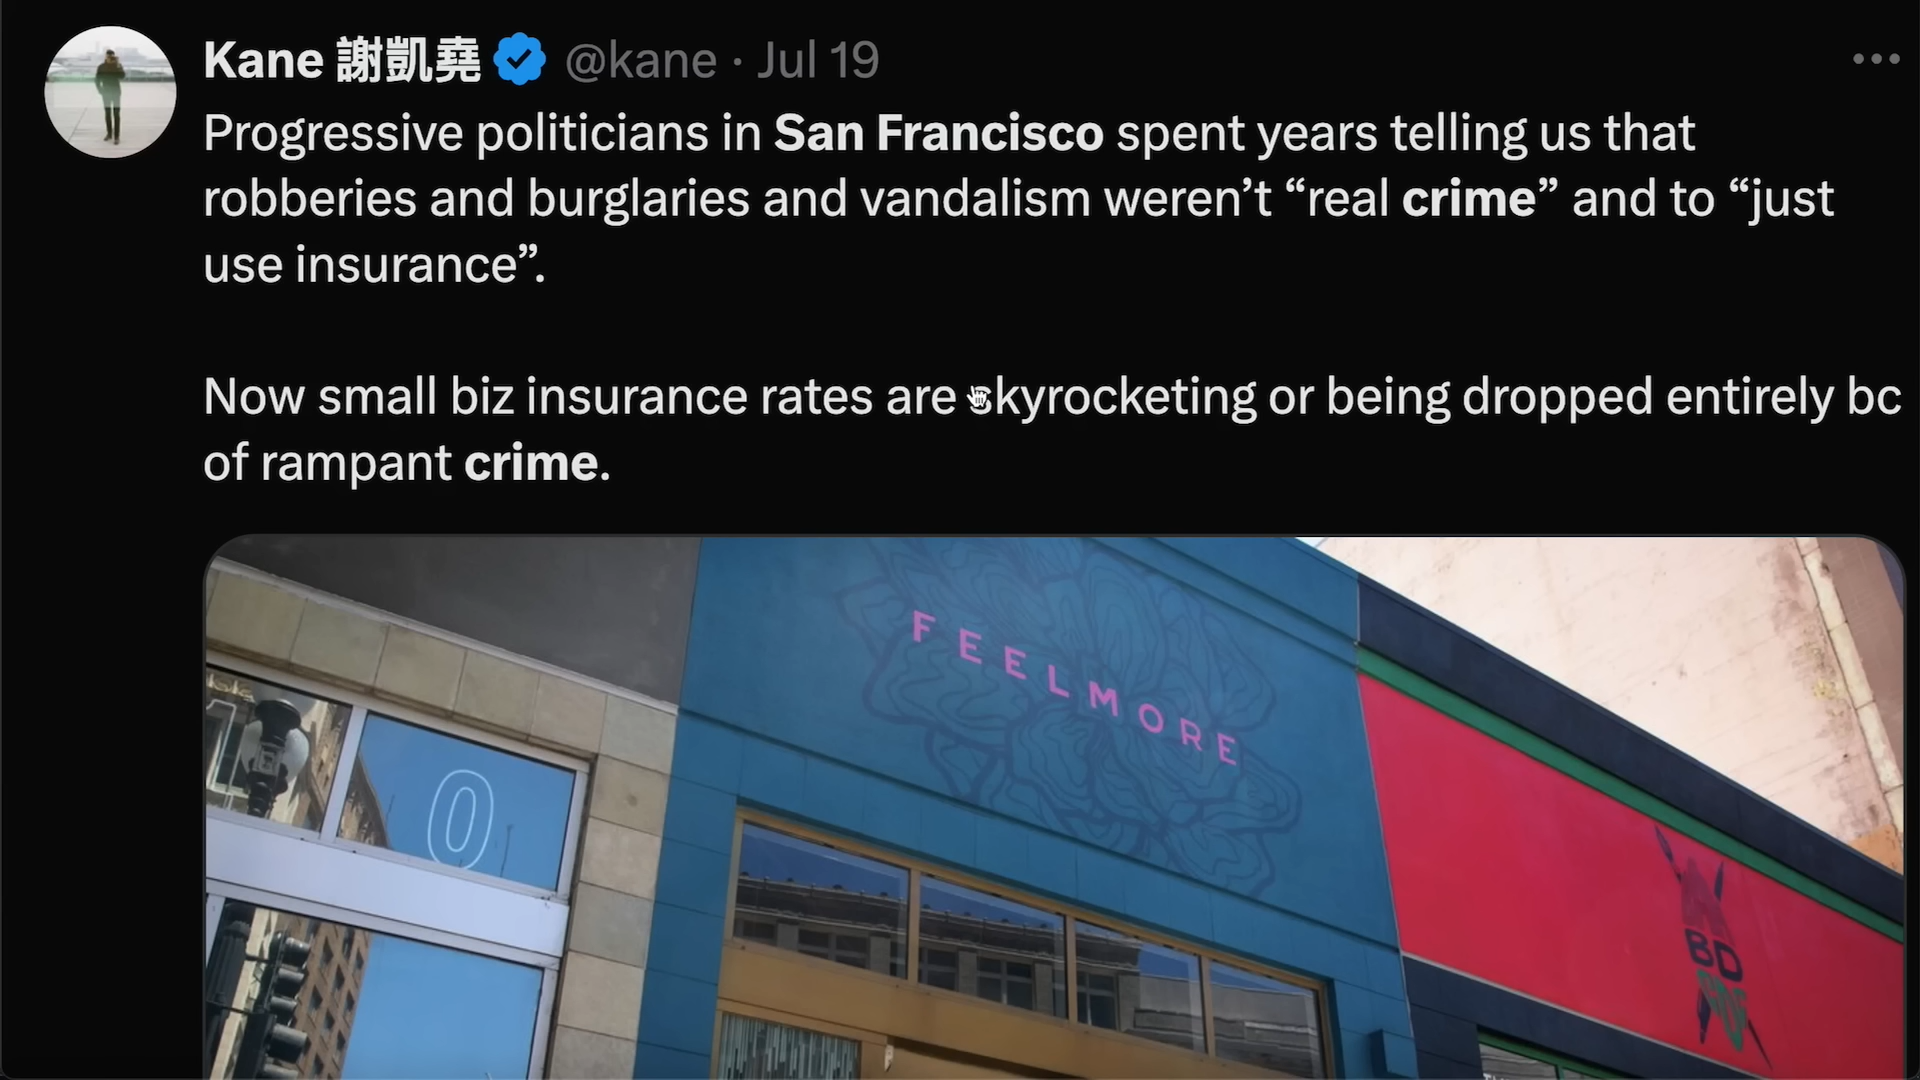 Kane 謝凱堯 @kane · Jul 19
Progressive politicians in San Francisco spent years telling us that
robberies and burglaries and vandalism weren’t “real crime” and to “just
use insurance”.
Now small biz insurance rates are skyrocketing or being dropped entirely bc
of rampant crime.
FEELMORE
0
BD